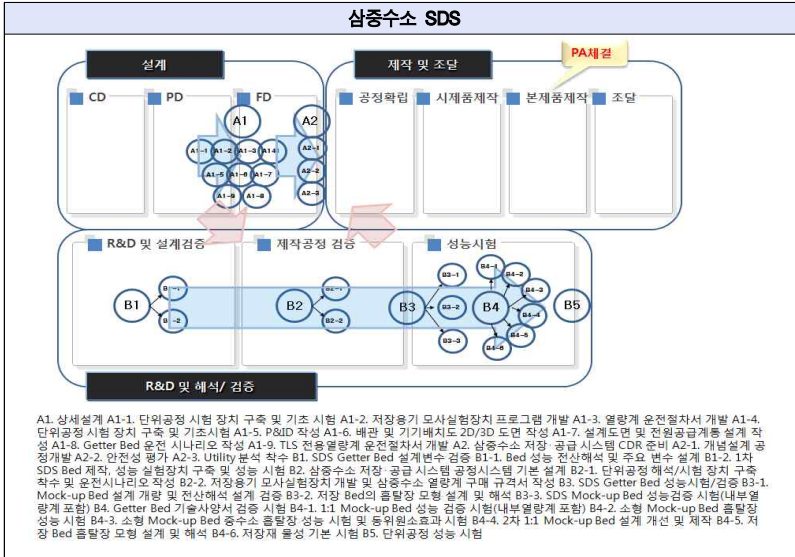 삼중수소 SDS
설계
제작 및 조달
PA체결
CD
PD
FD
공정확립
시제품제작
본제품제작
조달
A1
A2
A1-1
A1-2
A1-3
A1-5
A1-6
A1-7
A1-9
A1-8
A2-1
A2-2
A2-3
R&D 및 설계검증
제작공정 검증
성능시험
B1
B2
B2-2
B3
B3-1
B3-2
B3-3
B4
B4-1
B4-2
B4-3
B4-4
B4-5
B4-6
B5
R&D 및 해석/ 검증
A1. 상세설계 A1-1. 단위공정 시험 장치 구축 및 기초 시험 A1-2. 저장용기 모사실험장치 프로그램 개발 A1-3. 열량계 운전절차서 개발 A1-4.
단위공정 시험 장치 구축 및 기초시험 A1-5. P&ID 작성 A1-6. 배관 및 기기배치도 2D/3D 도면 작성 A1-7. 설계도면 및 전원공급계통 설계 작
성 A1-8. Getter Bed 운전 시나리오 작성 A1-9. TLS 전용열량계 운전절차서 개발 A2. 삼중수소 저장·공급 시스템 CDR 준비 A2-1. 개념설계 공
정개발 A2-2. 안전성 평가 A2-3. Utility 분석 착수 B1. SDS Getter Bed 설계변수 검증 B1-1. Bed 성능 전산해석 및 주요 변수 설계 B1-2. 1차
SDS Bed 제작, 성능 실험장치 구축 및 성능 시험 B2. 삼중수소 저장·공급 시스템 공정시스템 기본 설계 B2-1. 단위공정 해석/시험 장치 구축
착수 및 운전시나리오 작성 B2-2. 저장용기 모사실험장치 개발 및 삼중수소 열량계 구매 규격서 작성 B3. SDS Getter Bed 성능시험/검증 B3-1.
Mock-up Bed 설계 개량 및 전산해석 설계 검증 B3-2. 저장 Bed의 흡탈장 모형 설계 및 해석 B3-3. SDS Mock-up Bed 성능검증 시험(내부열
량계 포함) B4. Getter Bed 기술사양서 검증 시험 B4-1. 1:1 Mock-up Bed 성능 검증 시험(내부열량계 포함) B4-2. 소형 Mock-up Bed 흡탈장
성능 시험 B4-3. 소형 Mock-up Bed 중수소 흡탈장 성능 시험 및 동위원소효과 시험 B4-4. 2차 1:1 Mock-up Bed 설계 개선 및 제작 B4-5. 저
장 Bed 흡탈장 모형 설계 및 해석 B4-6. 저장재 물성 기본 시험 B5. 단위공정 성능 시험